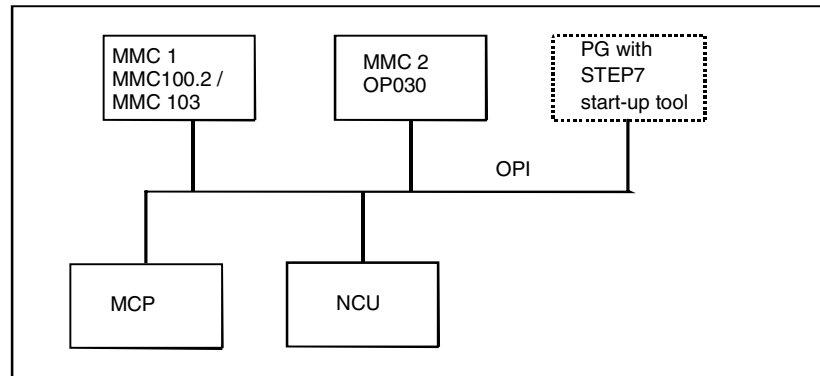 MMC 1
MMC100.2 /
MMC 103
MMC 2
OP030
PG with
STEP7
start-up tool
OPI
MCP
NCU